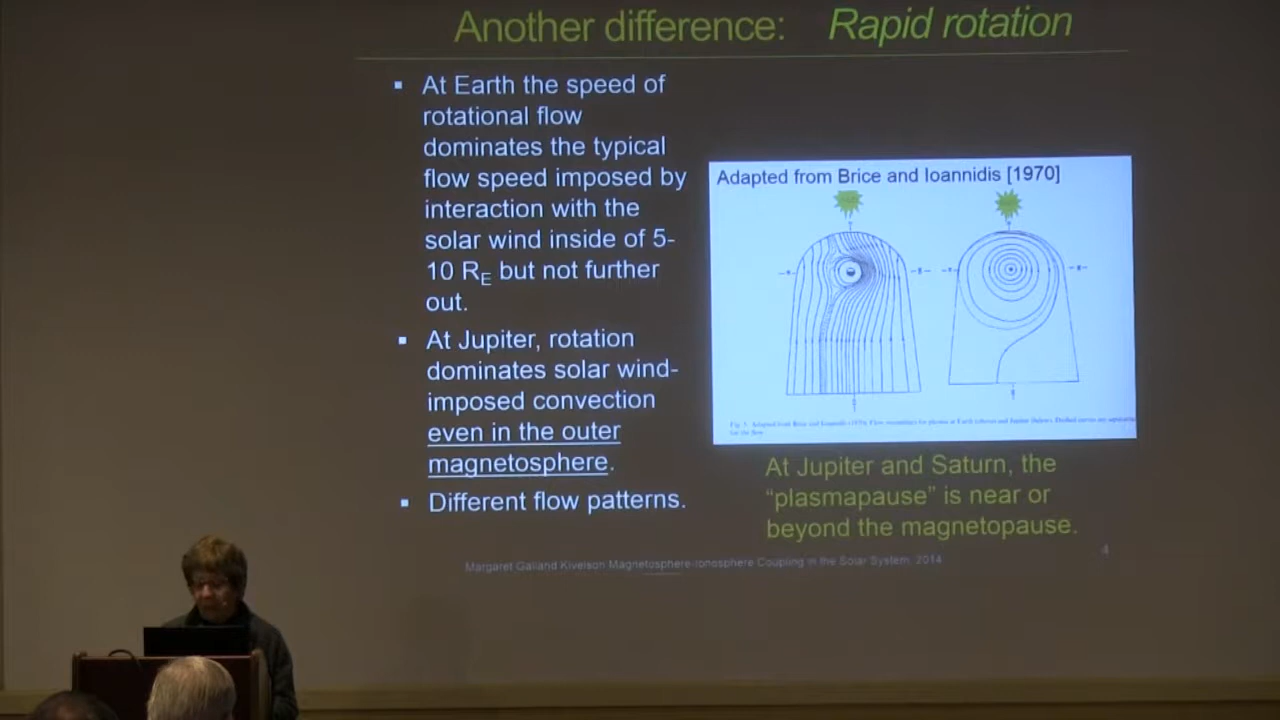 Another difference: Rapid rotation
▪ At Earth the speed of
rotational flow
dominates the typical
flow speed imposed by
interaction with the
solar wind inside of 5-
10 RE but not further
out.
▪ At Jupiter, rotation
dominates solar wind-
imposed convection
even in the outer
magnetosphere.
▪ Different flow patterns.
Adapted from Brice and Ioannidis [1970]
At Jupiter and Saturn, the
“plasmapause” is near or
beyond the magnetopause.
Margaret Galland Kivelson Magnetosphere-Ionosphere Coupling in the Solar System, 2014
4